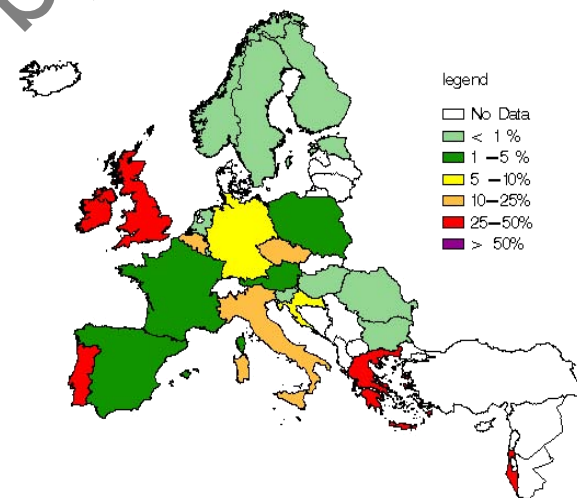 legend
No Data
< 1 %
1 –5 %
5 –10%
10–25%
25–50%
> 50%